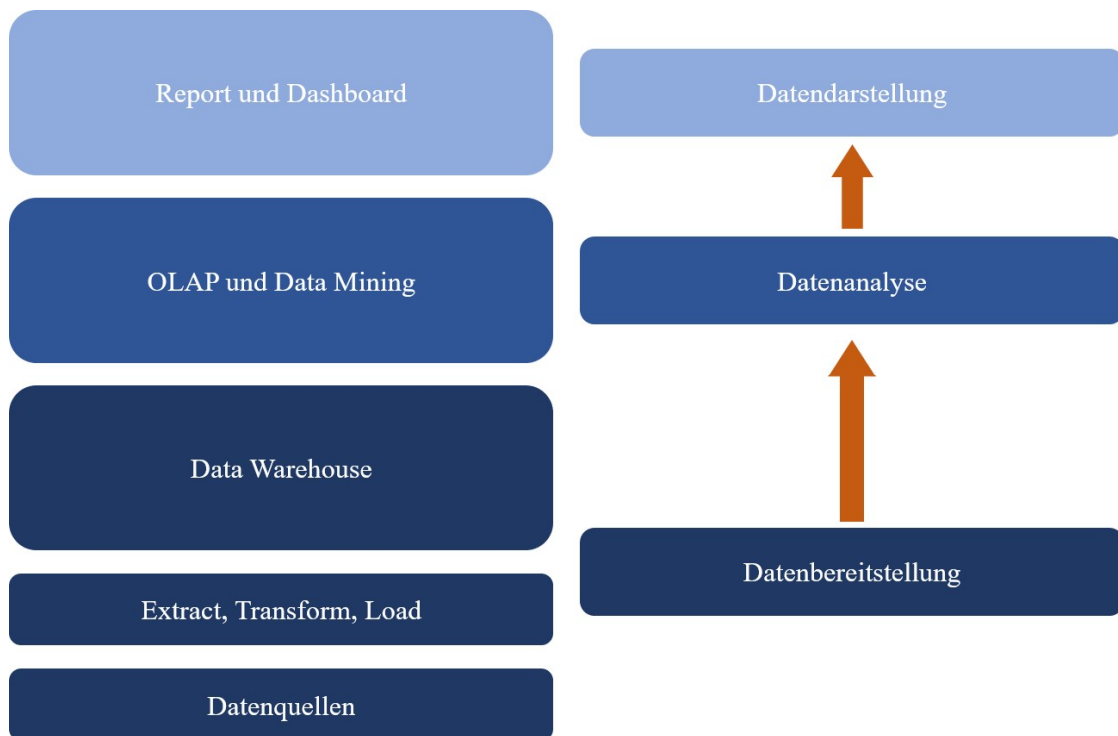 Report und Dashboard
Datendarstellung
OLAP und Data Mining
Datenanalyse
Data Warehouse
Datenbereitstellung
Extract, Transform, Load
Datenquellen